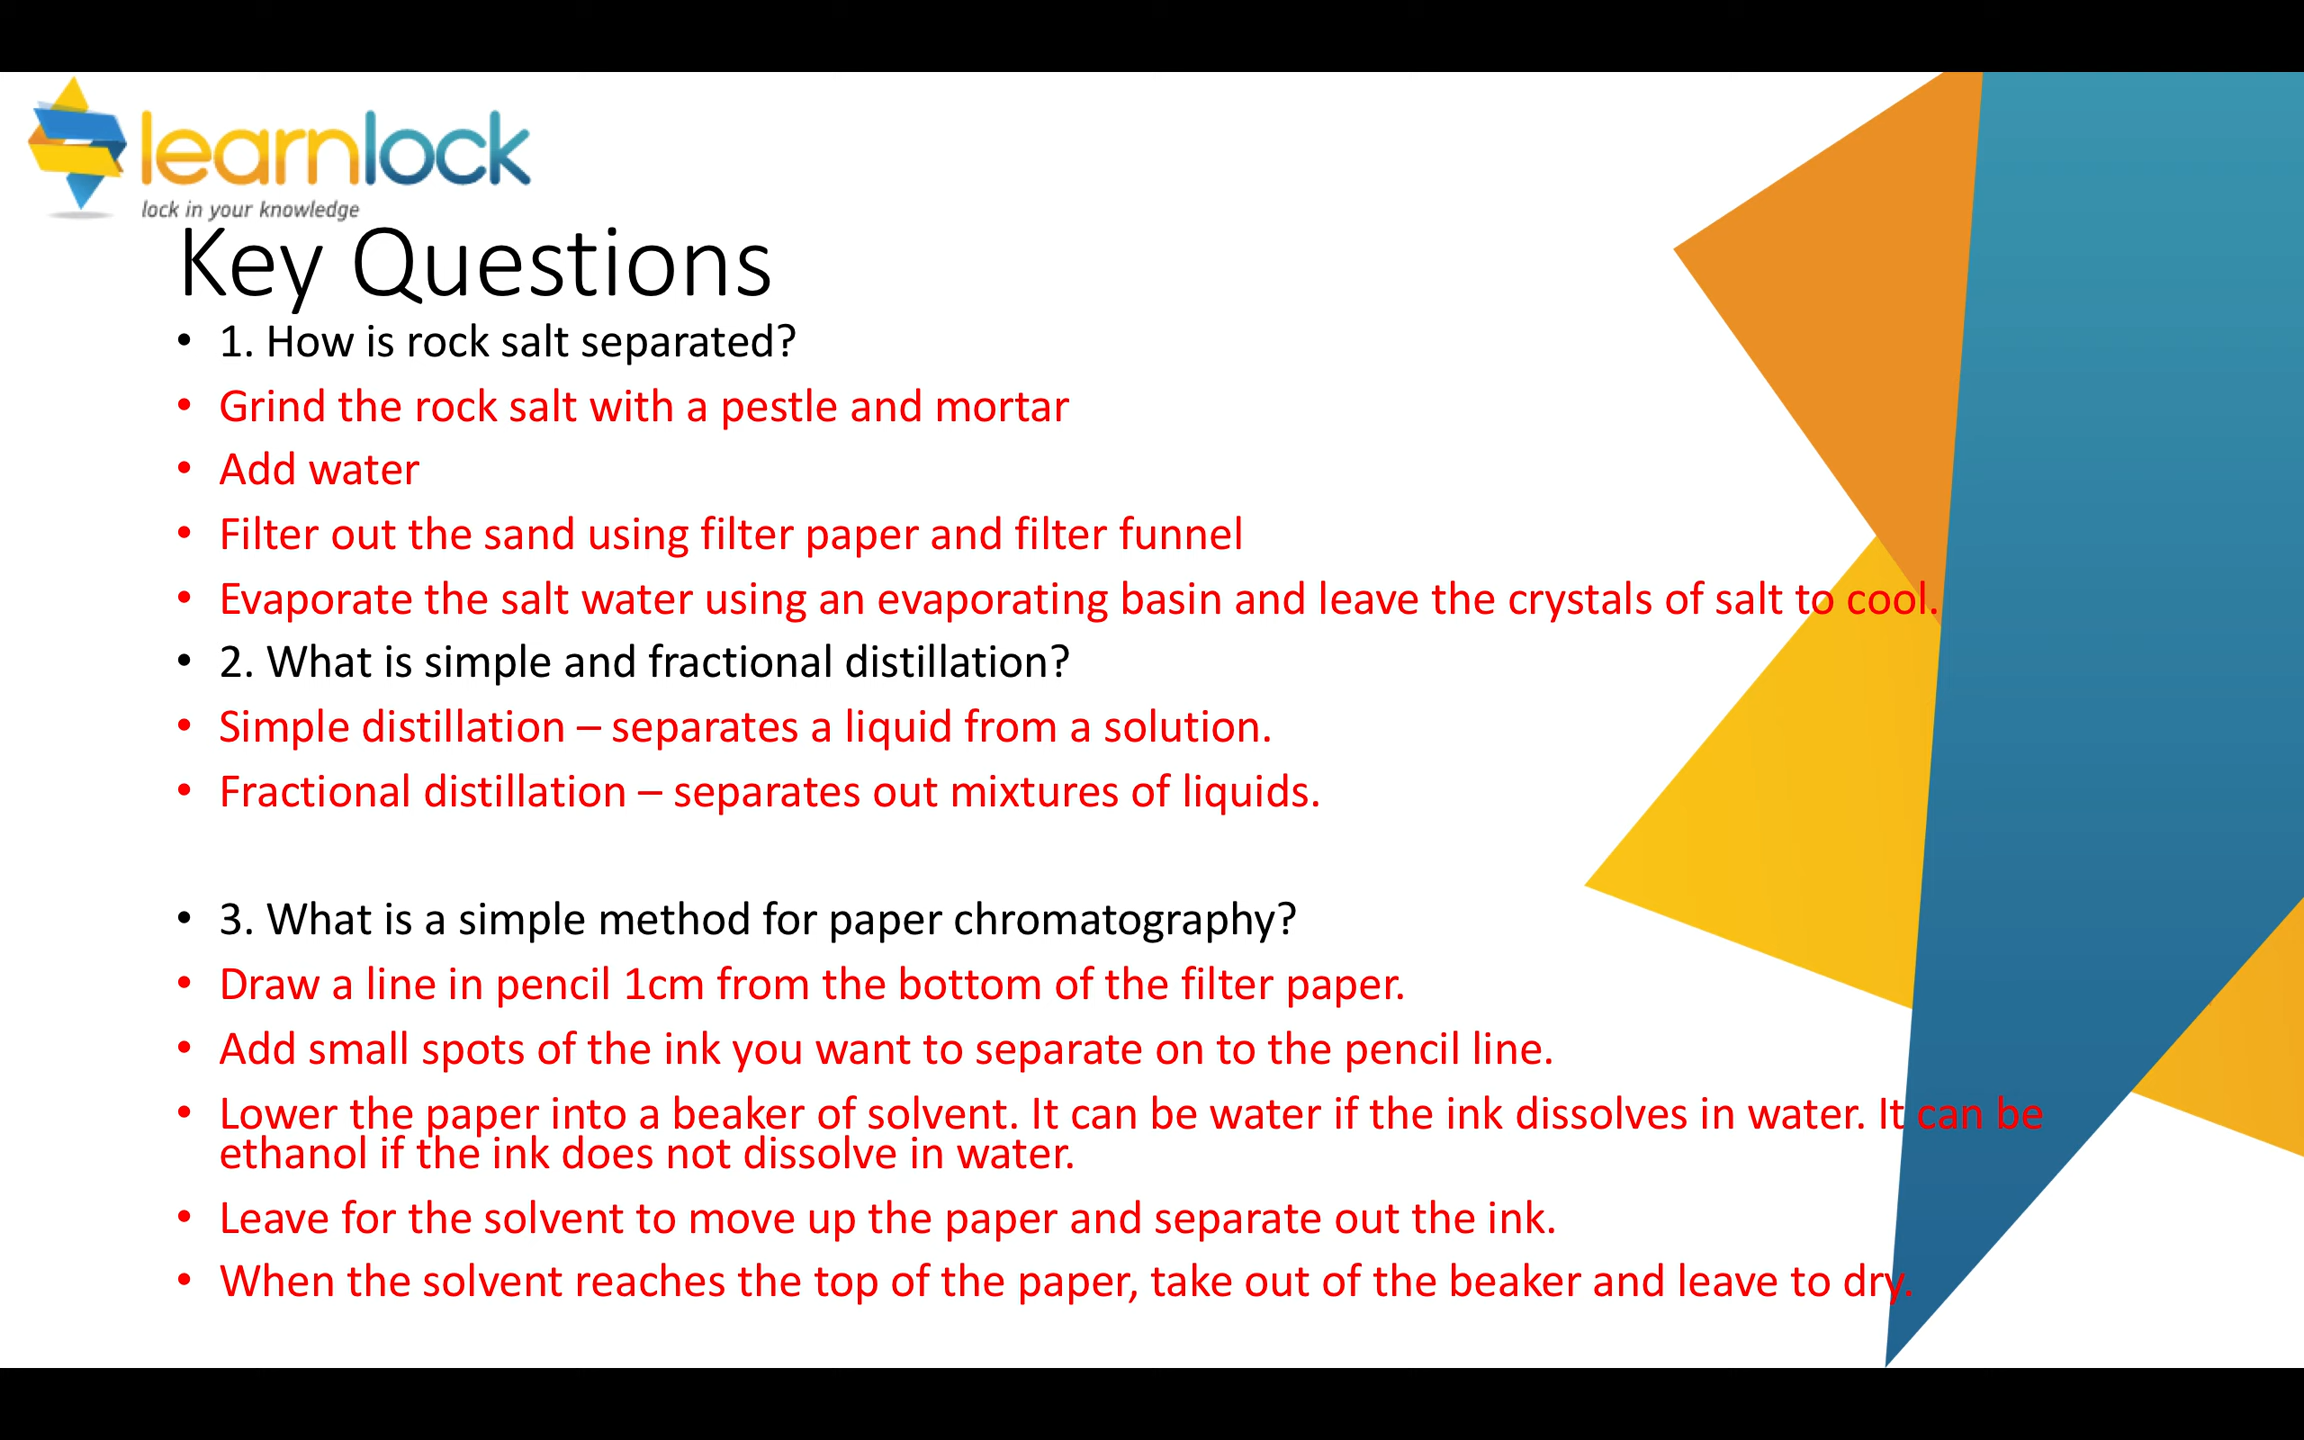 learnlock
lock in your knowledge
Key Questions
• 1. How is rock salt separated?
• Grind the rock salt with a pestle and mortar
• Add water
• Filter out the sand using filter paper and filter funnel
• Evaporate the salt water using an evaporating basin and leave the crystals of salt to cool.
• 2. What is simple and fractional distillation?
• Simple distillation – separates a liquid from a solution.
• Fractional distillation – separates out mixtures of liquids.
• 3. What is a simple method for paper chromatography?
• Draw a line in pencil 1cm from the bottom of the filter paper.
• Add small spots of the ink you want to separate on to the pencil line.
• Lower the paper into a beaker of solvent. It can be water if the ink dissolves in water. It can be
ethanol if the ink does not dissolve in water.
• Leave for the solvent to move up the paper and separate out the ink.
• When the solvent reaches the top of the paper, take out of the beaker and leave to dry.